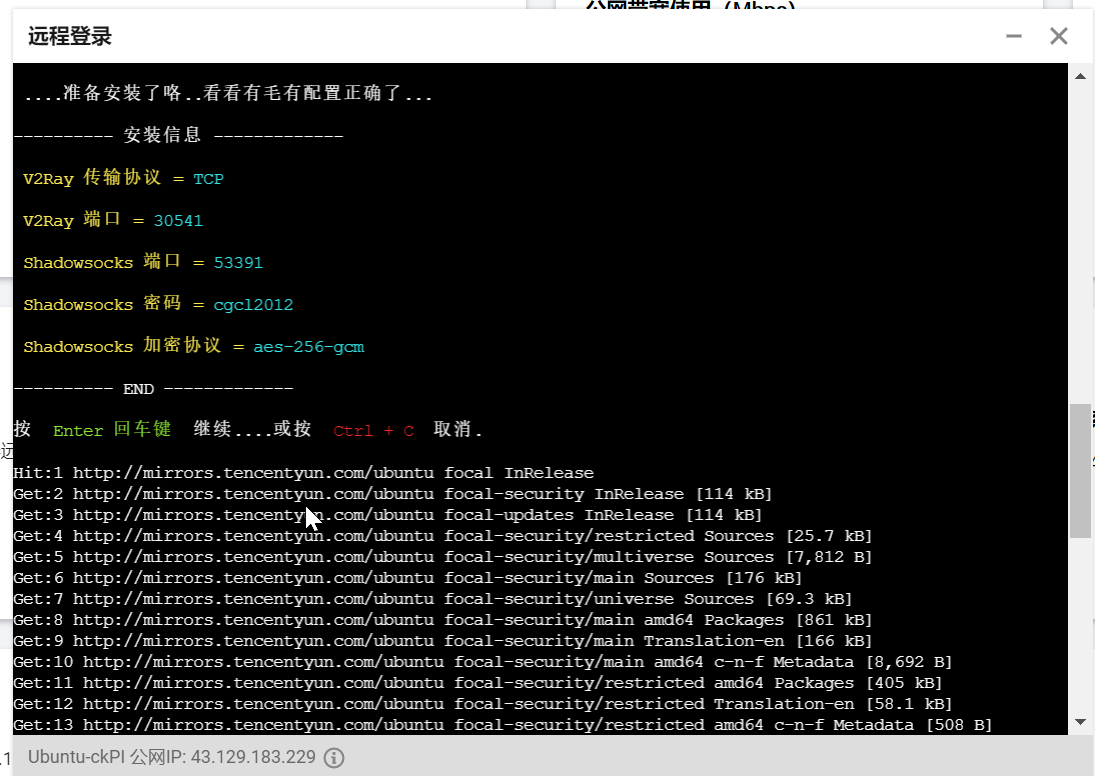 公网带宽使用（Mbps）
远程登录
....准备安装了咯..看看有毛有配置正确了...
---------- 安装信息 -------------
V2Ray 传输协议 = TCP
V2Ray 端口 = 30541
Shadowsocks 端口 = 53391
Shadowsocks 密码 = cgcl2012
Shadowsocks 加密协议 = aes-256-gcm
---------- END -------------
按 Enter 回车键 继续....或按 Ctrl + C 取消.
Hit:1 http://mirrors.tencentyun.com/ubuntu focal InRelease
Get:2 http://mirrors.tencentyun.com/ubuntu focal-security InRelease [114 kB]
Get:3 http://mirrors.tencentyun.com/ubuntu focal-updates InRelease [114 kB]
Get:4 http://mirrors.tencentyun.com/ubuntu focal-security/restricted Sources [25.7 kB]
Get:5 http://mirrors.tencentyun.com/ubuntu focal-security/multiverse Sources [7,812 B]
Get:6 http://mirrors.tencentyun.com/ubuntu focal-security/main Sources [176 kB]
Get:7 http://mirrors.tencentyun.com/ubuntu focal-security/universe Sources [69.3 kB]
Get:8 http://mirrors.tencentyun.com/ubuntu focal-security/main amd64 Packages [861 kB]
Get:9 http://mirrors.tencentyun.com/ubuntu focal-security/main Translation-en [166 kB]
Get:10 http://mirrors.tencentyun.com/ubuntu focal-security/main amd64 c-n-f Metadata [8,692 B]
Get:11 http://mirrors.tencentyun.com/ubuntu focal-security/restricted amd64 Packages [405 kB]
Get:12 http://mirrors.tencentyun.com/ubuntu focal-security/restricted Translation-en [58.1 kB]
Get:13 http://mirrors.tencentyun.com/ubuntu focal-security/restricted amd64 c-n-f Metadata [508 B]
Ubuntu-ckPI 公网IP: 43.129.183.229